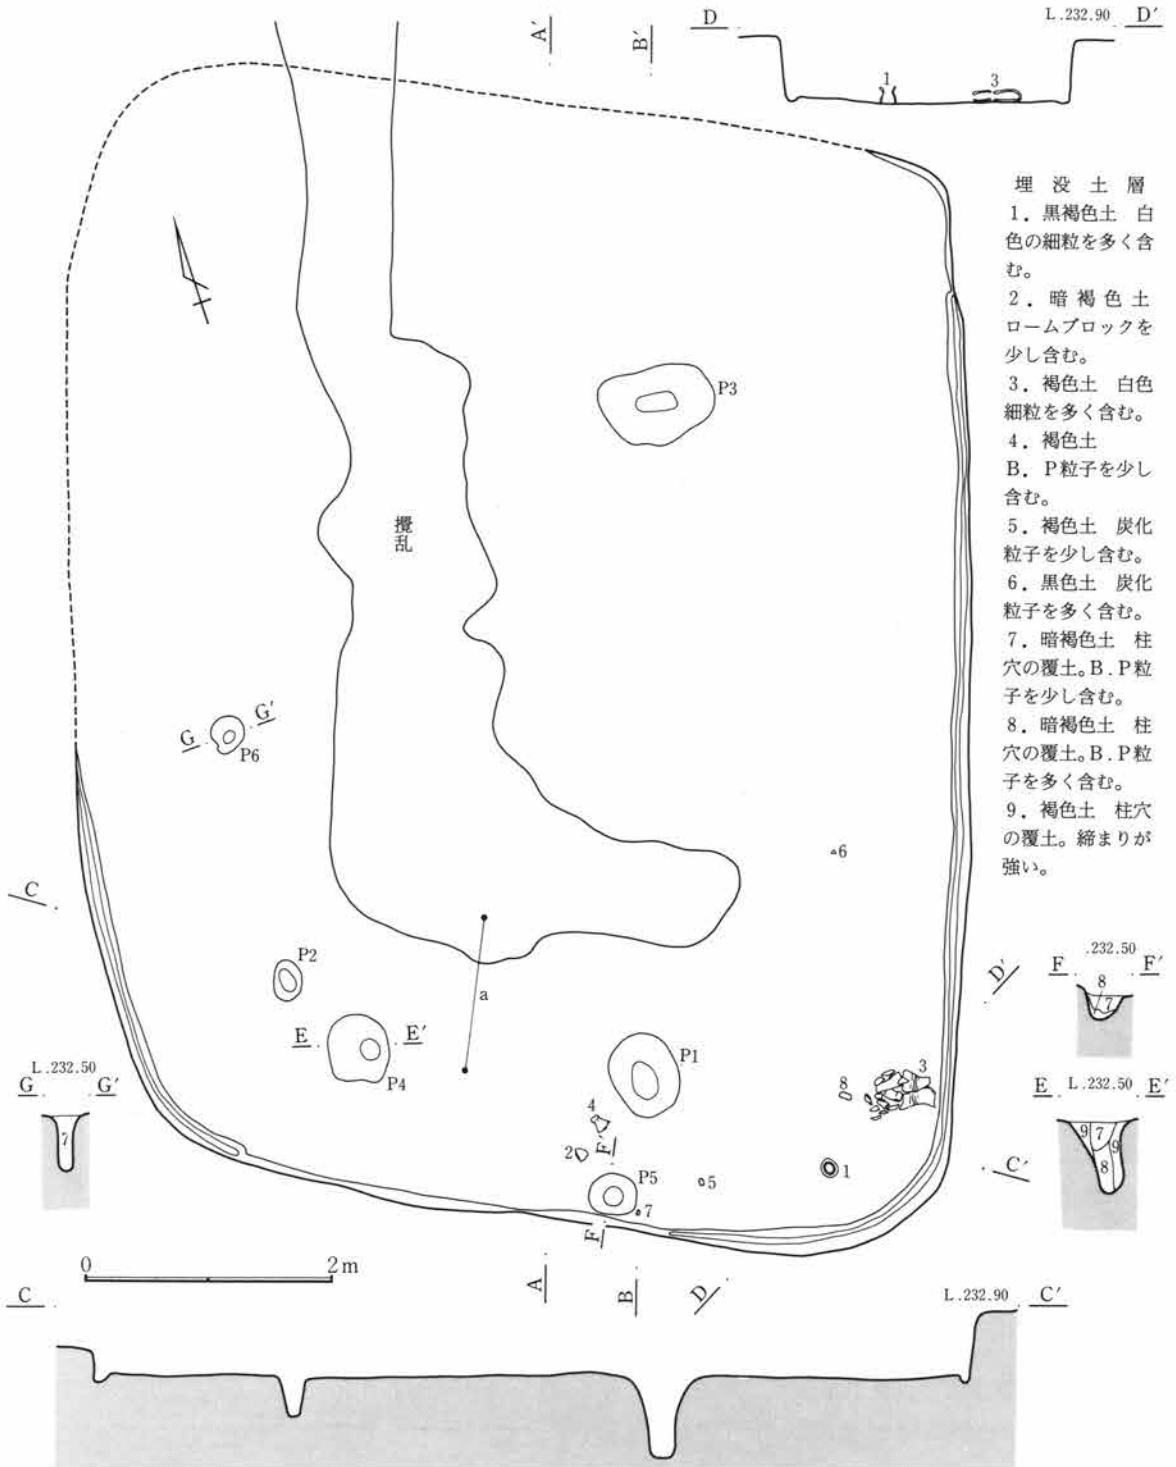 A′
B′
D
L.232.90 D′
1
3
埋没土層
1．黒褐色土　白
色の細粒を多く含
む。
2．暗褐色土
ロームブロックを
少し含む。
3．褐色土　白色
細粒を多く含む。
4．褐色土
B．P粒子を少し
含む。
5．褐色土　炭化
粒子を少し含む。
6．黒色土　炭化
粒子を多く含む。
7．暗褐色土　柱
穴の覆土。B．P粒
子を少し含む。
8．暗褐色土　柱
穴の覆土。B．P粒
子を多く含む。
9．褐色土　柱穴
の覆土。締まりが
強い。
P3
攪乱
G
G′
P6
6
C
P2
a
E
E′
P4
P1
D′
.232.50
F
F′
8
7
8
3
4
F′
2
P5
5
7
1
F
C′
L.232.50
G
G′
7
E L.232.50 E′
9
7
9
8
0
2m
A
B
D
C
L.232.90 C′